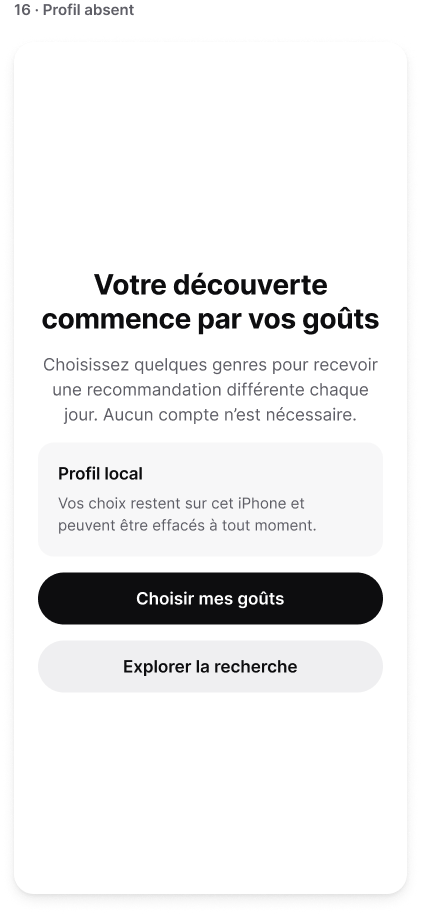 16 · Profil absent
Votre découverte
commence par vos goûts
Choisissez quelques genres pour recevoir
une recommandation différente chaque
jour. Aucun compte n’est nécessaire.
Profil local
Vos choix restent sur cet iPhone et
peuvent être effacés à tout moment.
Choisir mes goûts
Explorer la recherche